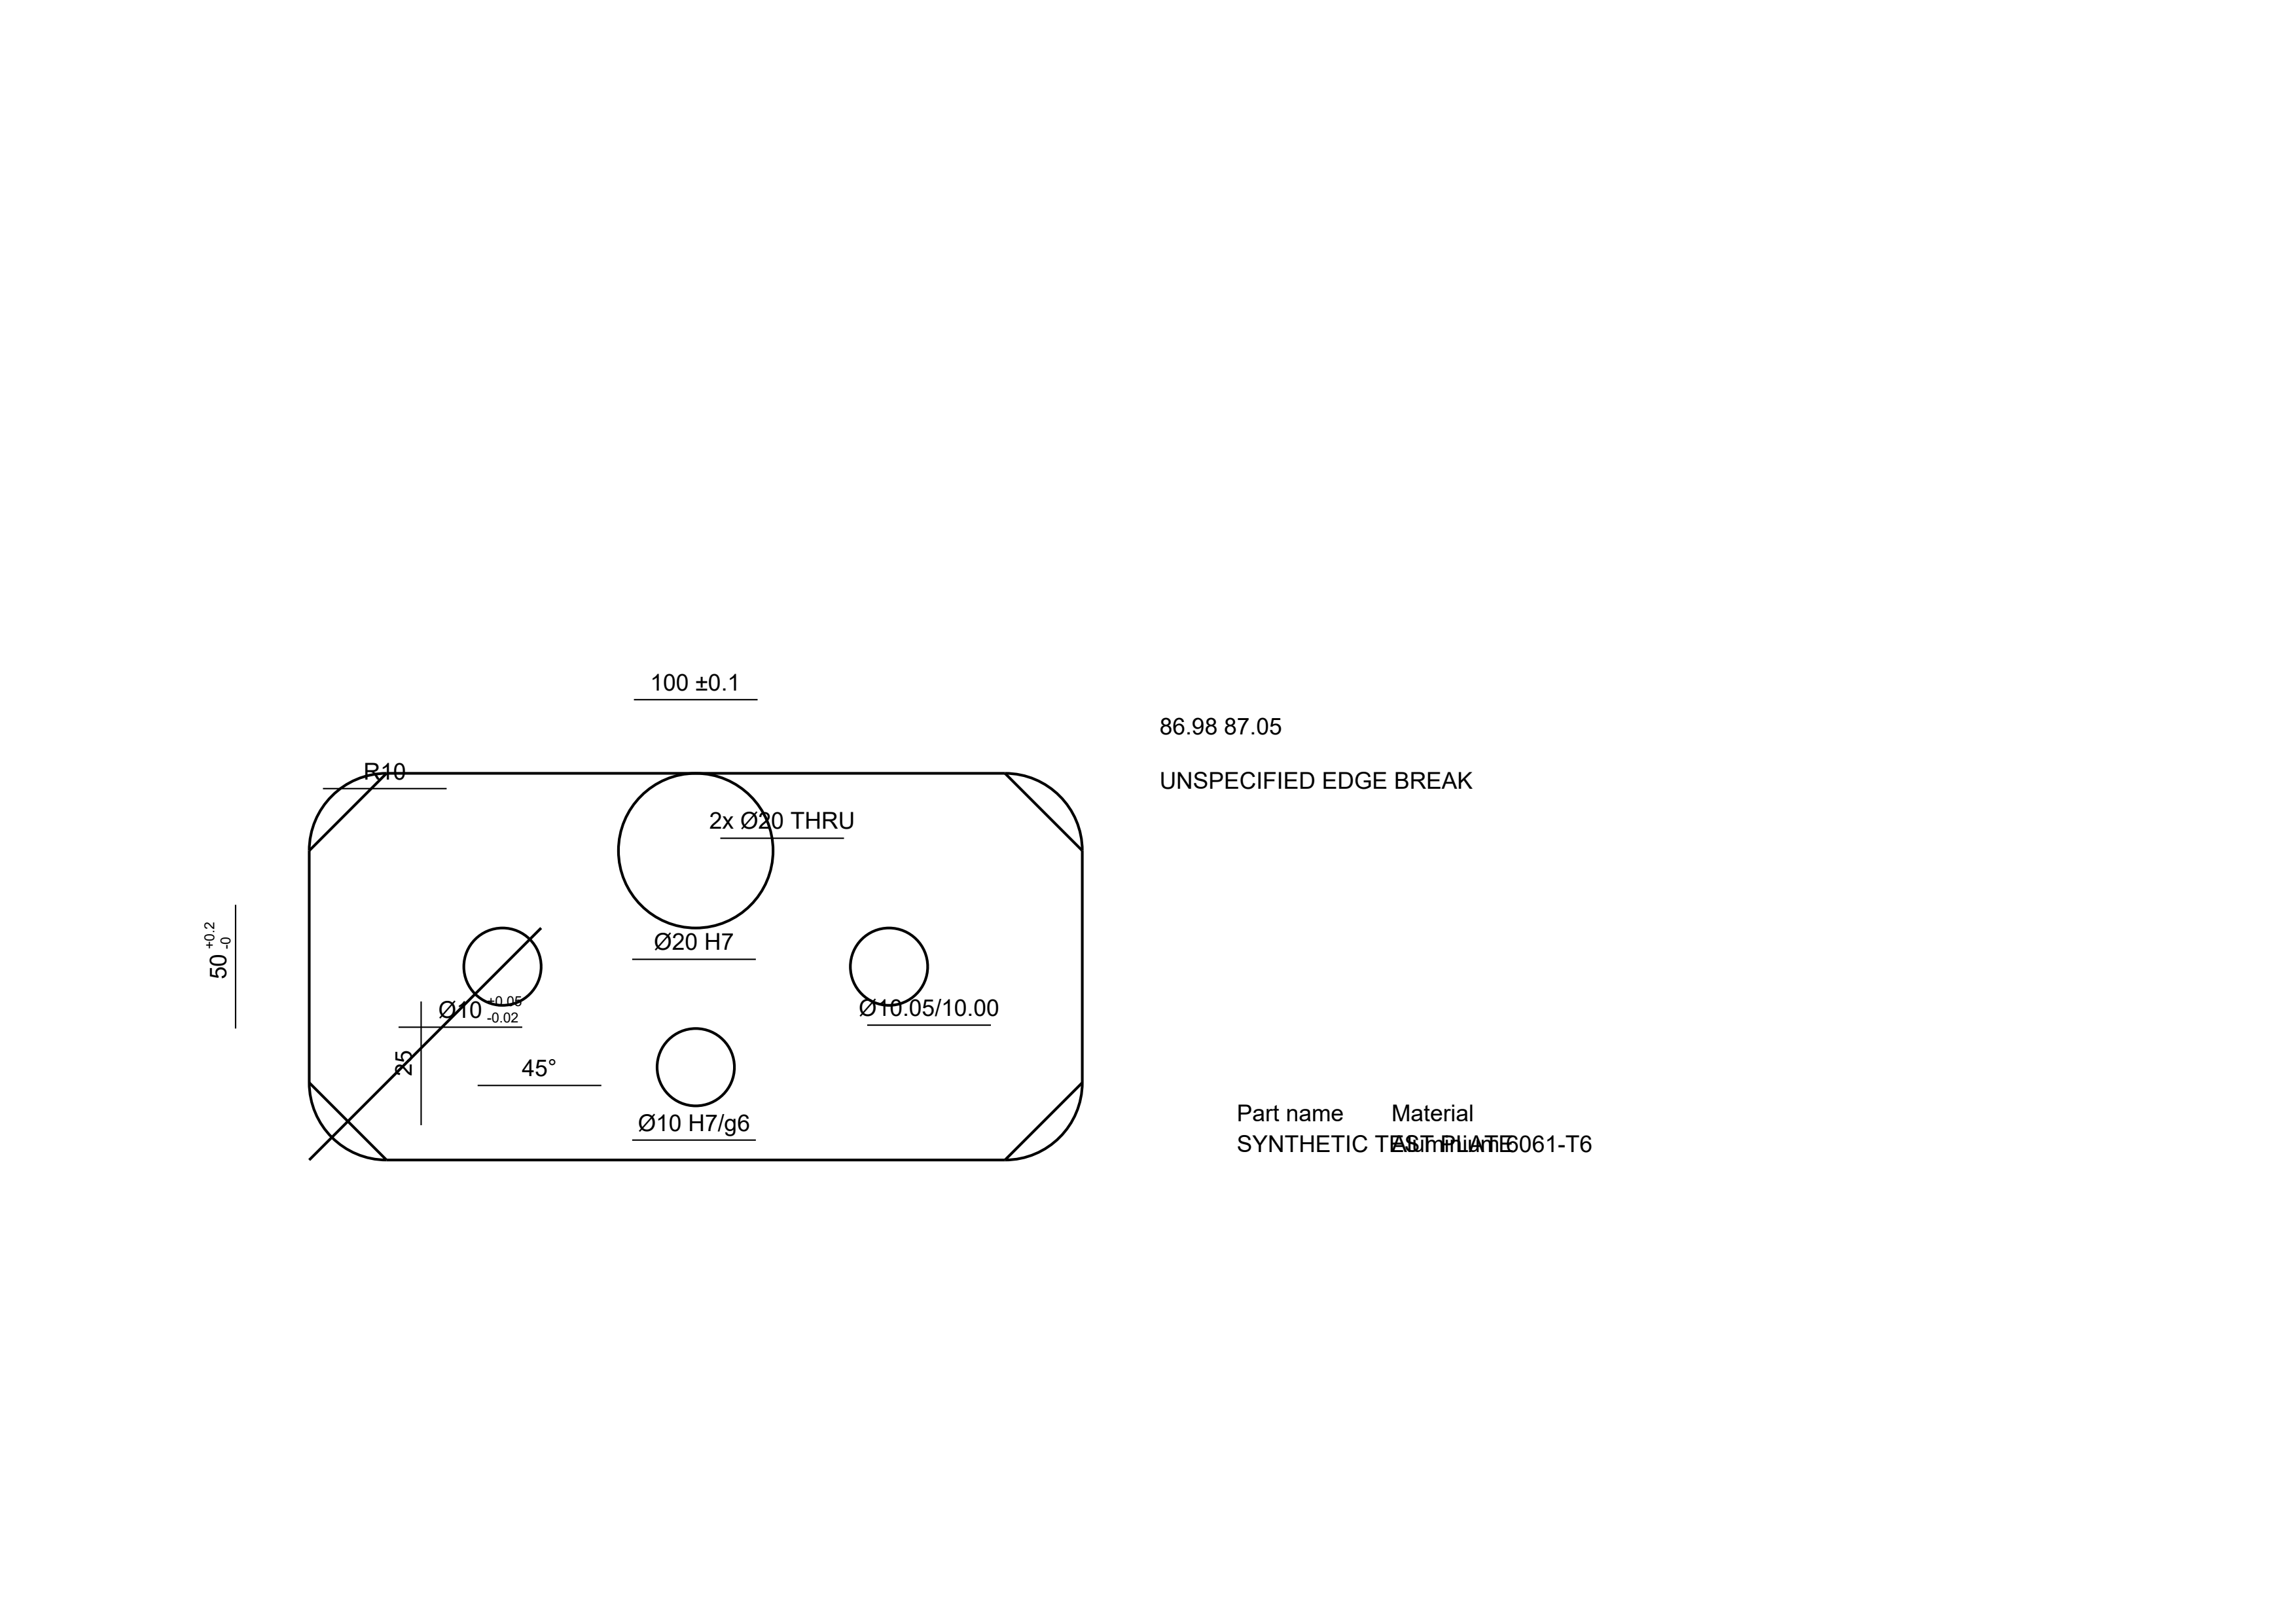 100 ±0.1
86.98 87.05
R10
UNSPECIFIED EDGE BREAK
2x Ø20 THRU
50 +0.2 -0
Ø20 H7
Ø10 +0.05 -0.02
Ø10.05/10.00
25
45°
Ø10 H7/g6
Part name
Material
SYNTHETIC TEST PLATE
Aluminium 6061-T6